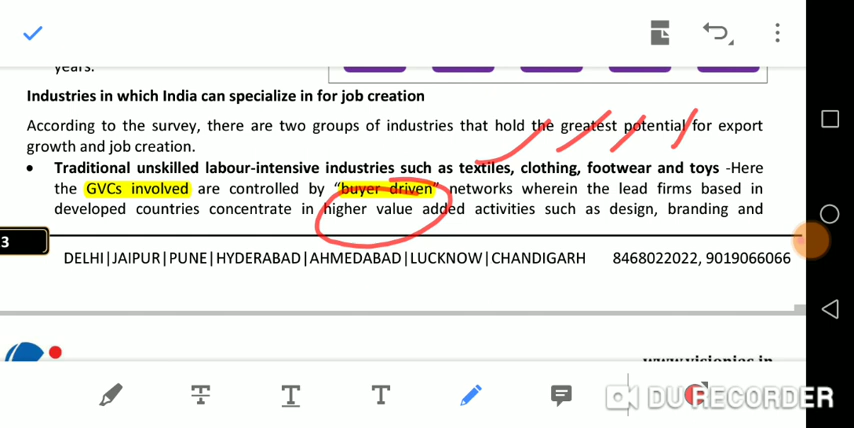 years.
Industries in which India can specialize in for job creation
According to the survey, there are two groups of industries that hold the greatest potential for export
growth and job creation.
• Traditional unskilled labour-intensive industries such as textiles, clothing, footwear and toys -Here
the GVCs involved are controlled by “buyer driven” networks wherein the lead firms based in
developed countries concentrate in higher value added activities such as design, branding and
3
DELHI|JAIPUR|PUNE|HYDERABAD|AHMEDABAD|LUCKNOW|CHANDIGARH 8468022022, 9019066066
www.visionias.in
T T T
DU RECORDER